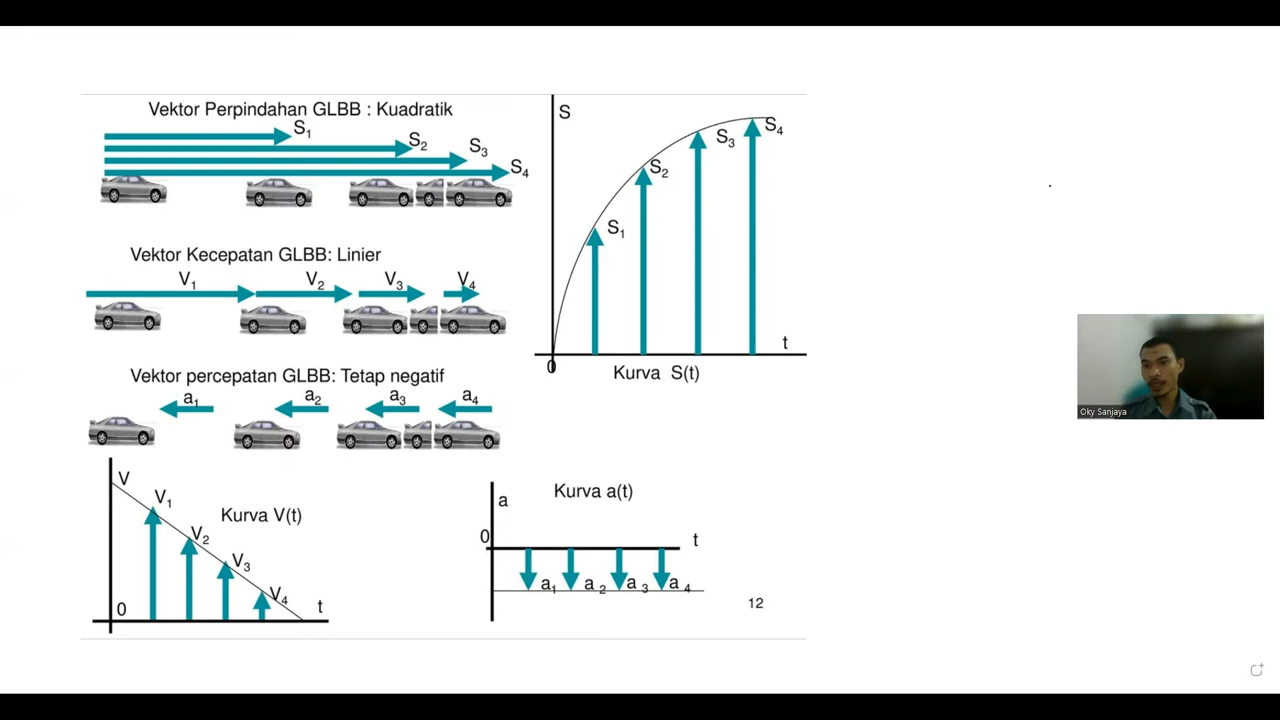 Vektor Perpindahan GLBB : Kuadratik
S1
S2
S3
S4
Vektor Kecepatan GLBB: Linier
V1 V2 V3 V4
Vektor percepatan GLBB: Tetap negatif
a1 a2 a3 a4
S
S1
S2
S3
S4
t
0
Kurva S(t)
V
V1
V2
V3
V4
Kurva V(t)
0
t
Kurva a(t)
a
0
t
a1 a2 a3 a4
12
Oky Sanjaya